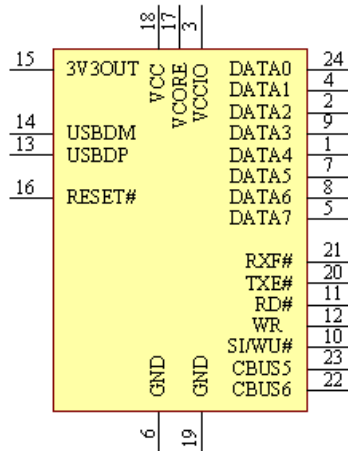 18 17 3
15 3V3OUT VCC VCORE VCCIO DATA0 24
DATA1 4
DATA2 2
14 USBDM DATA3 9
13 USBDP DATA4 1
DATA5 7
16 RESET# DATA6 8
DATA7 5
RXF# 21
TXE# 20
RD# 11
WR 12
SI/WU# 10
GND GND CBUS5 23
CBUS6 22
6 19